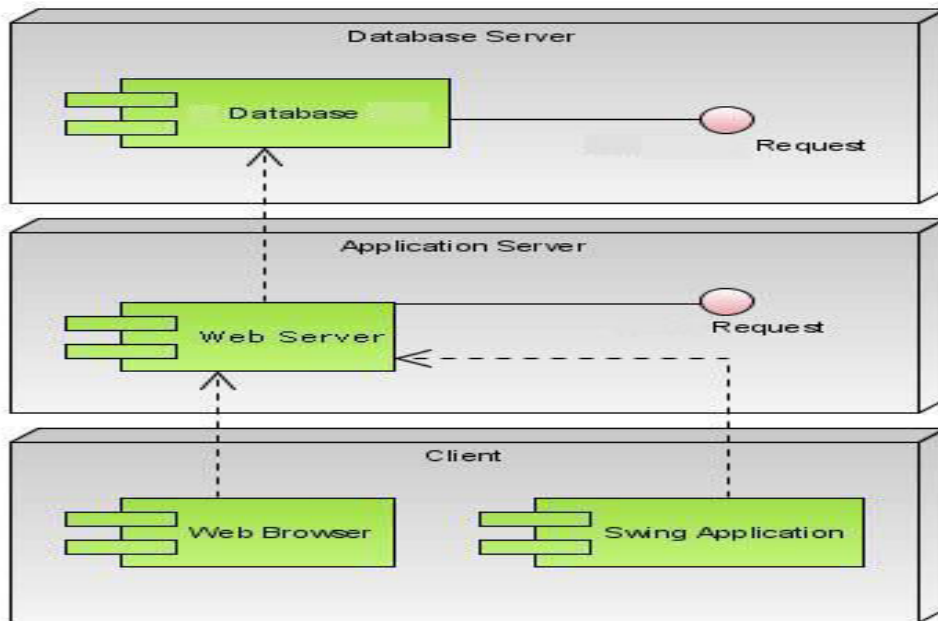 Database Server
Database
Request
Application Server
Web Server
Request
Client
Web Browser
Swing Application